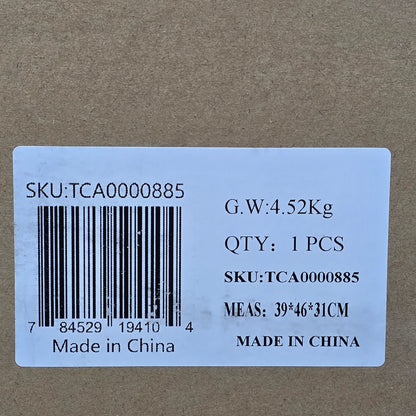 SKU:TCA0000885
7 84529 19410 4
Made in China
G.W:4.52Kg
QTY: 1 PCS
SKU:TCA0000885
MEAS: 39*46*31CM
MADE IN CHINA